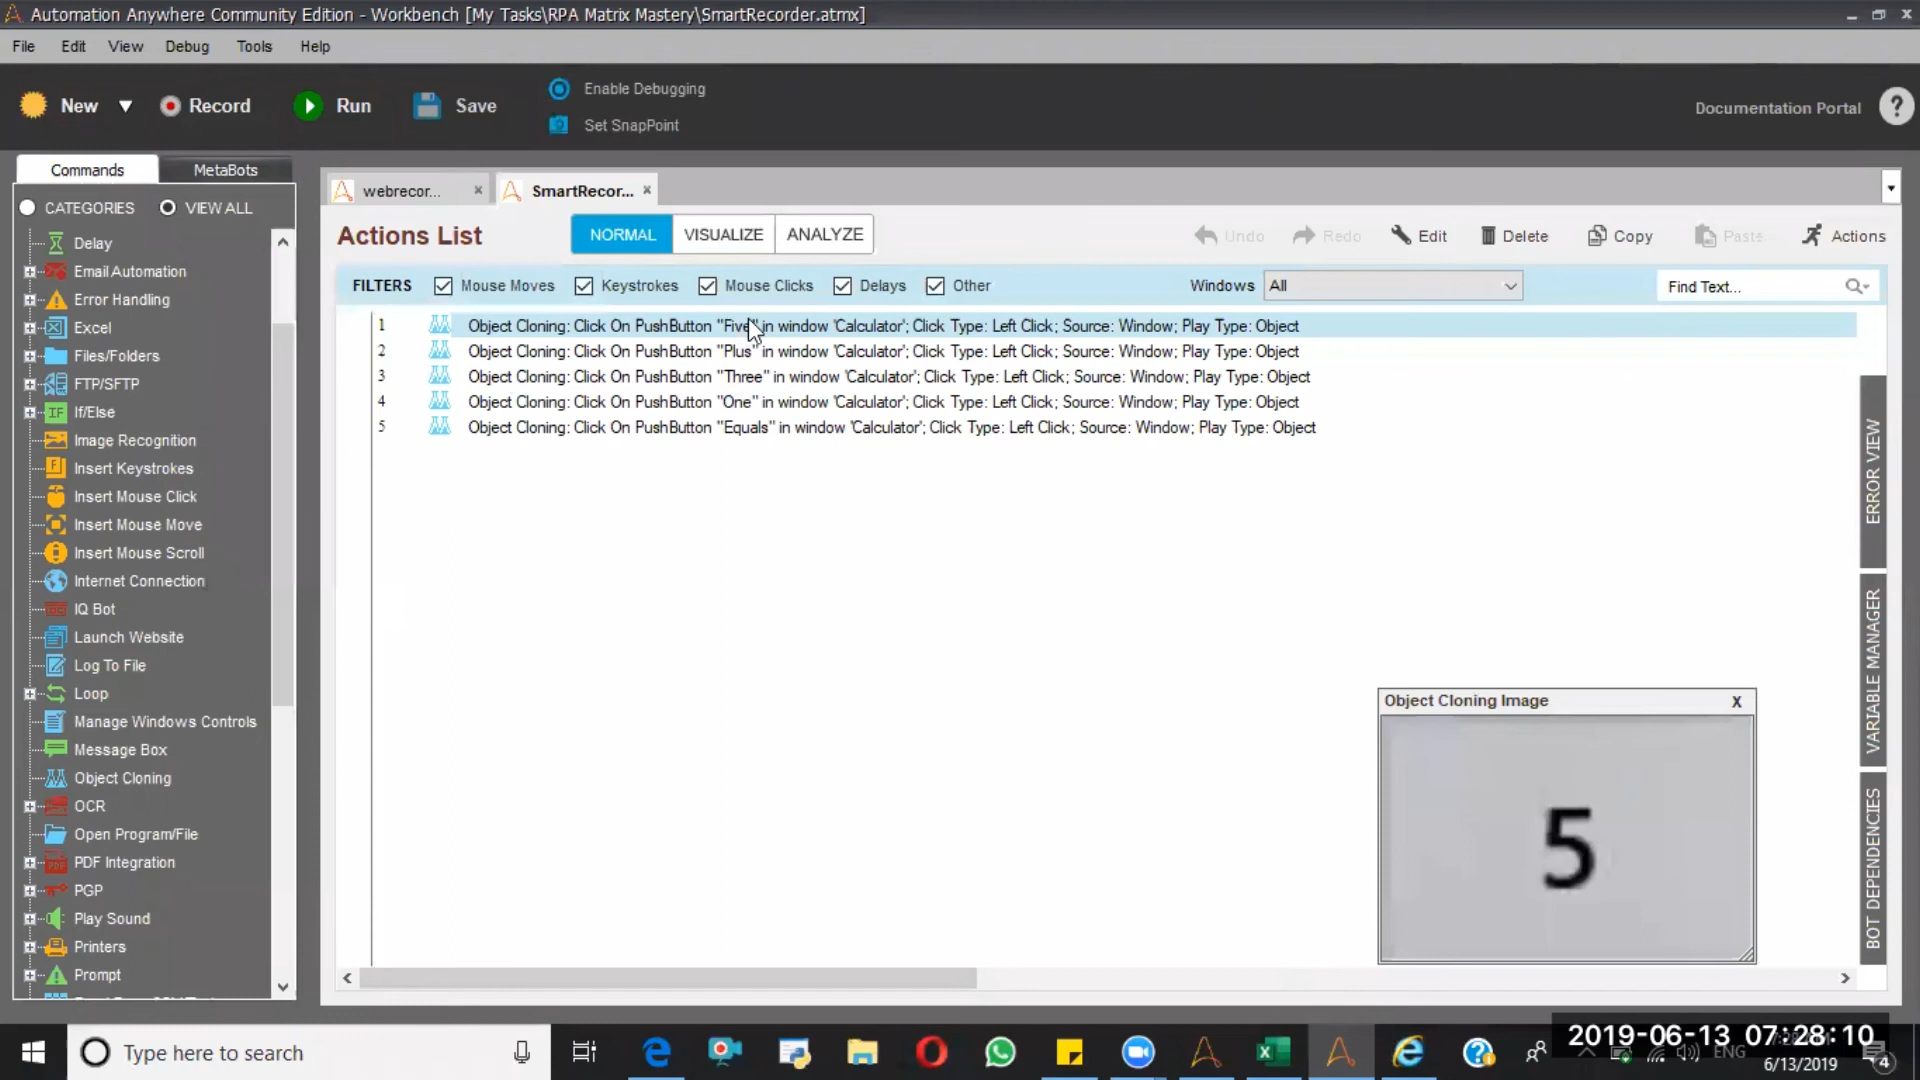 Automation Anywhere Community Edition - Workbench [My Tasks\RPA Matrix Mastery\SmartRecorder.atmx]
File Edit View Debug Tools Help
New Record Run Save
Enable Debugging
Set SnapPoint
Documentation Portal ?
Commands MetaBots
CATEGORIES VIEW ALL
Delay
Email Automation
Error Handling
Excel
Files/Folders
FTP/SFTP
If/Else
Image Recognition
Insert Keystrokes
Insert Mouse Click
Insert Mouse Move
Insert Mouse Scroll
Internet Connection
IQ Bot
Launch Website
Log To File
Loop
Manage Windows Controls
Message Box
Object Cloning
OCR
Open Program/File
PDF Integration
PGP
Play Sound
Printers
Prompt
webrecor... SmartRecor...
Actions List NORMAL VISUALIZE ANALYZE Undo Redo Edit Delete Copy Paste Actions
FILTERS Mouse Moves Keystrokes Mouse Clicks Delays Other Windows All Find Text...
1 Object Cloning: Click On PushButton "Five" in window 'Calculator'; Click Type: Left Click; Source: Window; Play Type: Object
2 Object Cloning: Click On PushButton "Plus" in window 'Calculator'; Click Type: Left Click; Source: Window; Play Type: Object
3 Object Cloning: Click On PushButton "Three" in window 'Calculator'; Click Type: Left Click; Source: Window; Play Type: Object
4 Object Cloning: Click On PushButton "One" in window 'Calculator'; Click Type: Left Click; Source: Window; Play Type: Object
5 Object Cloning: Click On PushButton "Equals" in window 'Calculator'; Click Type: Left Click; Source: Window; Play Type: Object
ERROR VIEW
VARIABLE MANAGER
BOT DEPENDENCIES
Object Cloning Image X
5
Type here to search
2019-06-13 07:28:10
ENG
6/13/2019
4